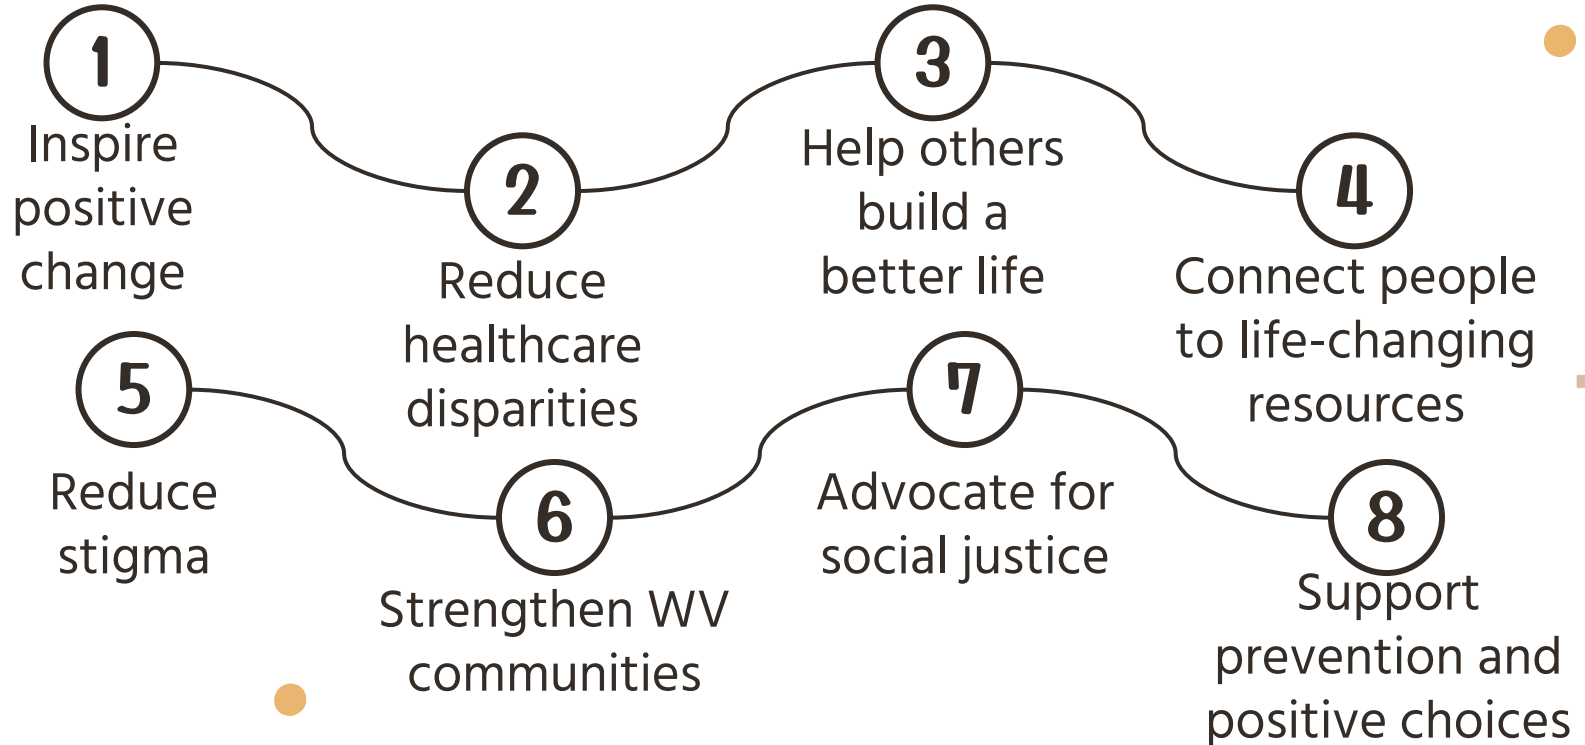 1
Inspire
positive
change
2
Reduce
healthcare
disparities
3
Help others
build a
better life
4
Connect people
to life-changing
resources
5
Reduce
stigma
6
Strengthen WV
communities
7
Advocate for
social justice
8
Support
prevention and
positive choices